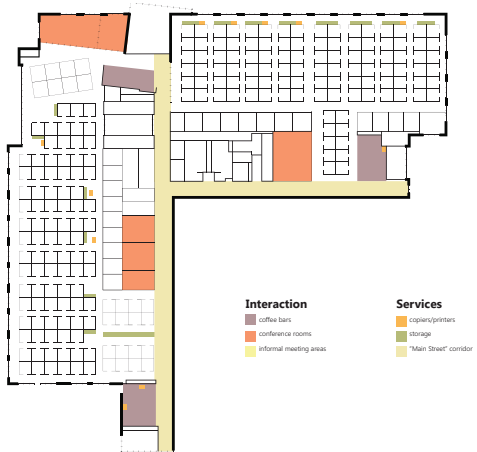 Interaction
coffee bars
conference rooms
informal meeting areas
Services
copiers/printers
storage
"Main Street" corridor